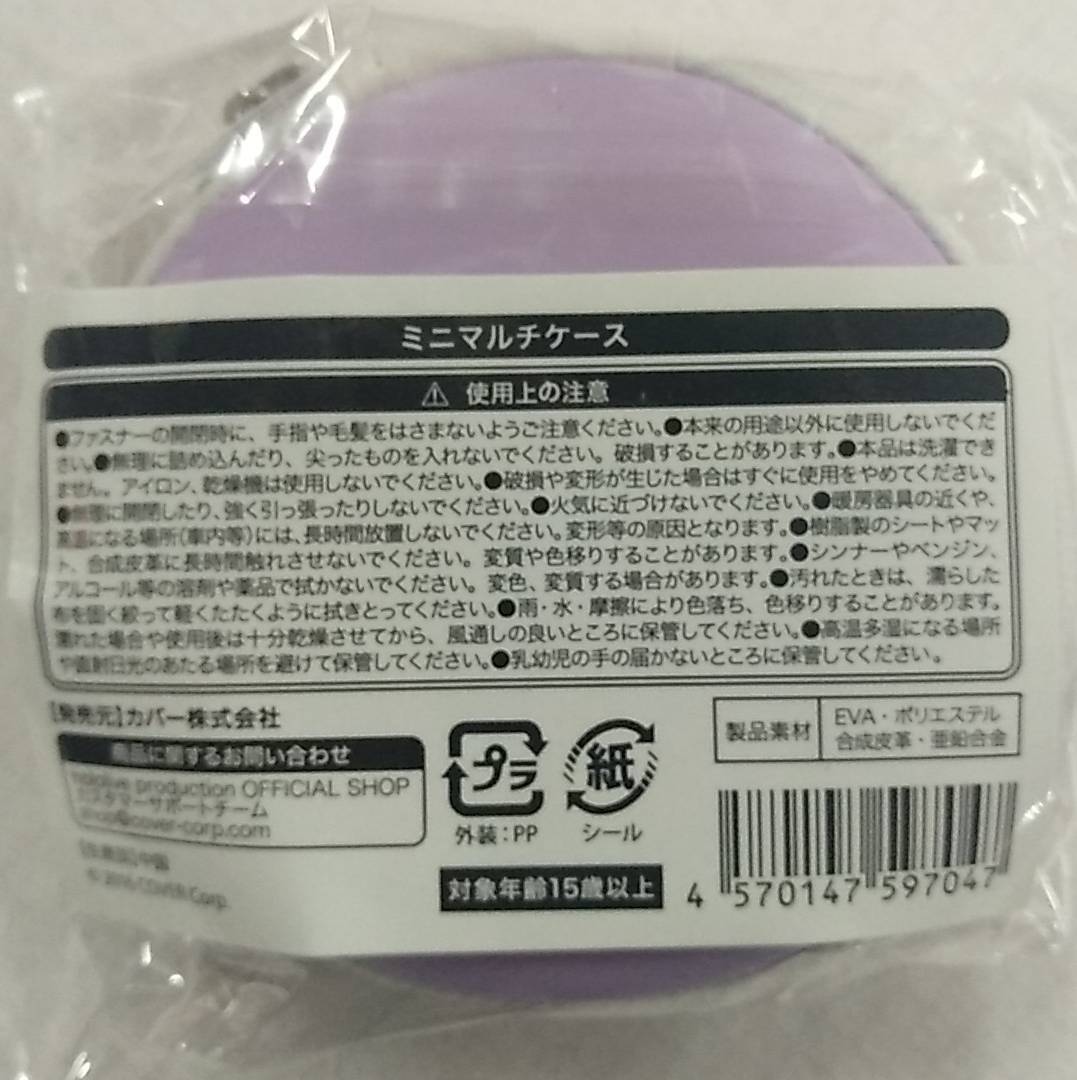 ミニマルチケース
⚠ 使用上の注意
●ファスナーの開閉時に、手指や毛髪をはさまないようご注意ください。●本来の用途以外に使用しないでくだ
さい。●無理に詰め込んだり、尖ったものを入れないでください。破損することがあります。●本品は洗濯でき
ません。アイロン、乾燥機は使用しないでください。●破損や変形が生じた場合はすぐに使用をやめてください。
●無理に開閉したり、強く引っ張ったりしないでください。●火気に近づけないでください。●暖房器具の近くや、
高温になる場所(車内等)には、長時間放置しないでください。変形等の原因となります。●樹脂製のシートやマッ
ト、合成皮革に長時間触れさせないでください。変質や色移りすることがあります。●シンナーやベンジン、
アルコール等の溶剤や薬品で拭かないでください。変色、変質する場合があります。●汚れたときは、濡らした
布を固く絞って軽くたたくように拭きとってください。●雨・水・摩擦により色落ち、色移りすることがあります。
濡れた場合や使用後は十分乾燥させてから、風通しの良いところに保管してください。●高温多湿になる場所
や直射日光のあたる場所を避けて保管してください。●乳幼児の手の届かないところに保管してください。
【発売元】カバー株式会社
商品に関するお問い合わせ
hololive production OFFICIAL SHOP
カスタマーサポートチーム
@cover-corp.com
【生産国】中国
© 2016 COVER Corp.
プラ
外装:PP
紙
シール
対象年齢15歳以上
製品素材
EVA・ポリエステル
合成皮革・亜鉛合金
4 570147 597047